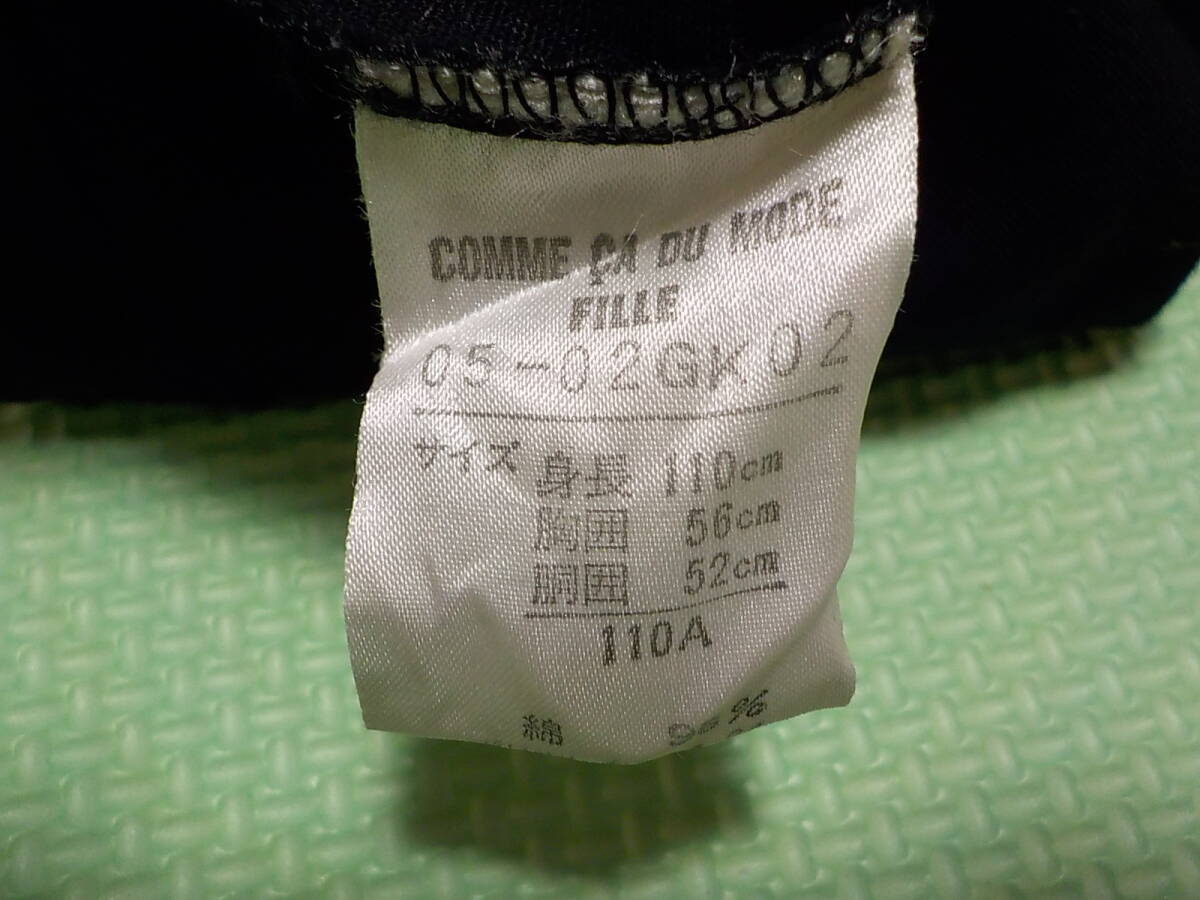 COMME ÇA DU MODE
FILLE
05-02GK02
サイズ 身長 110cm
胸囲 56cm
胴囲 52cm
110A
綿 %